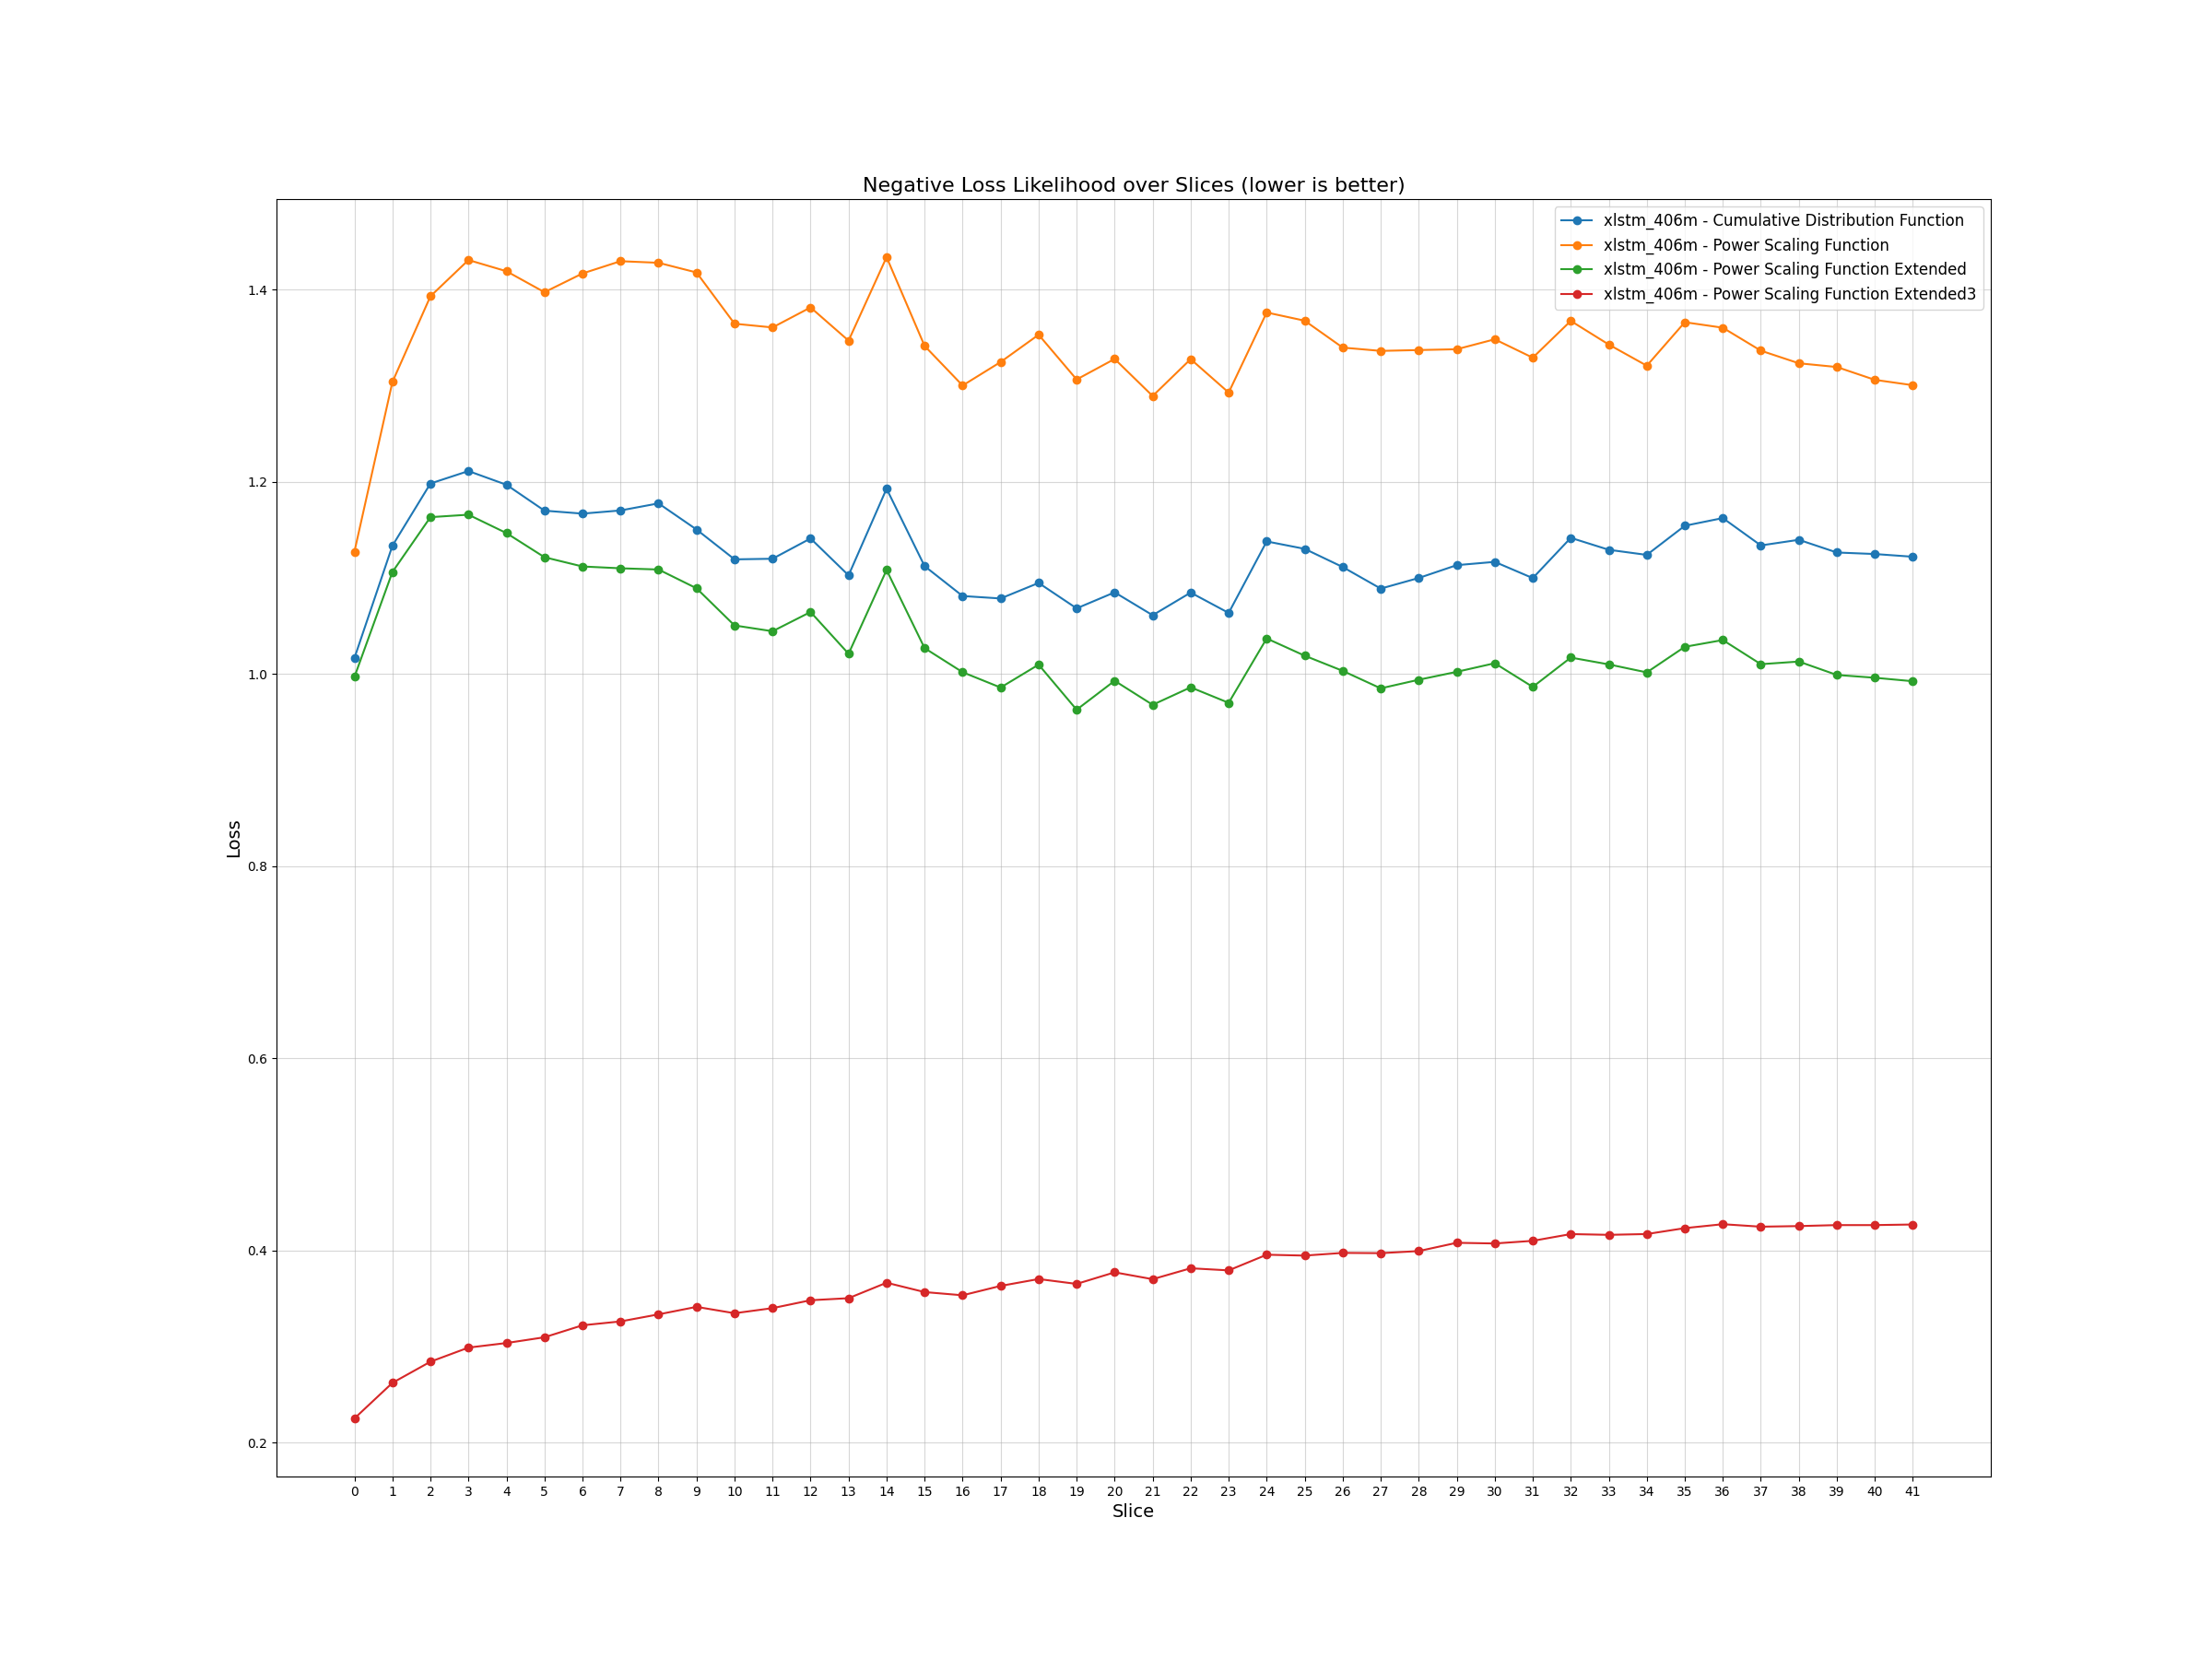 Negative Loss Likelihood over Slices (lower is better)
xlstm_406m - Cumulative Distribution Function
xlstm_406m - Power Scaling Function
xlstm_406m - Power Scaling Function Extended
xlstm_406m - Power Scaling Function Extended3
1.4
1.2
1.0
0.8
0.6
0.4
0.2
Loss
0 1 2 3 4 5 6 7 8 9 10 11 12 13 14 15 16 17 18 19 20 21 22 23 24 25 26 27 28 29 30 31 32 33 34 35 36 37 38 39 40 41
Slice